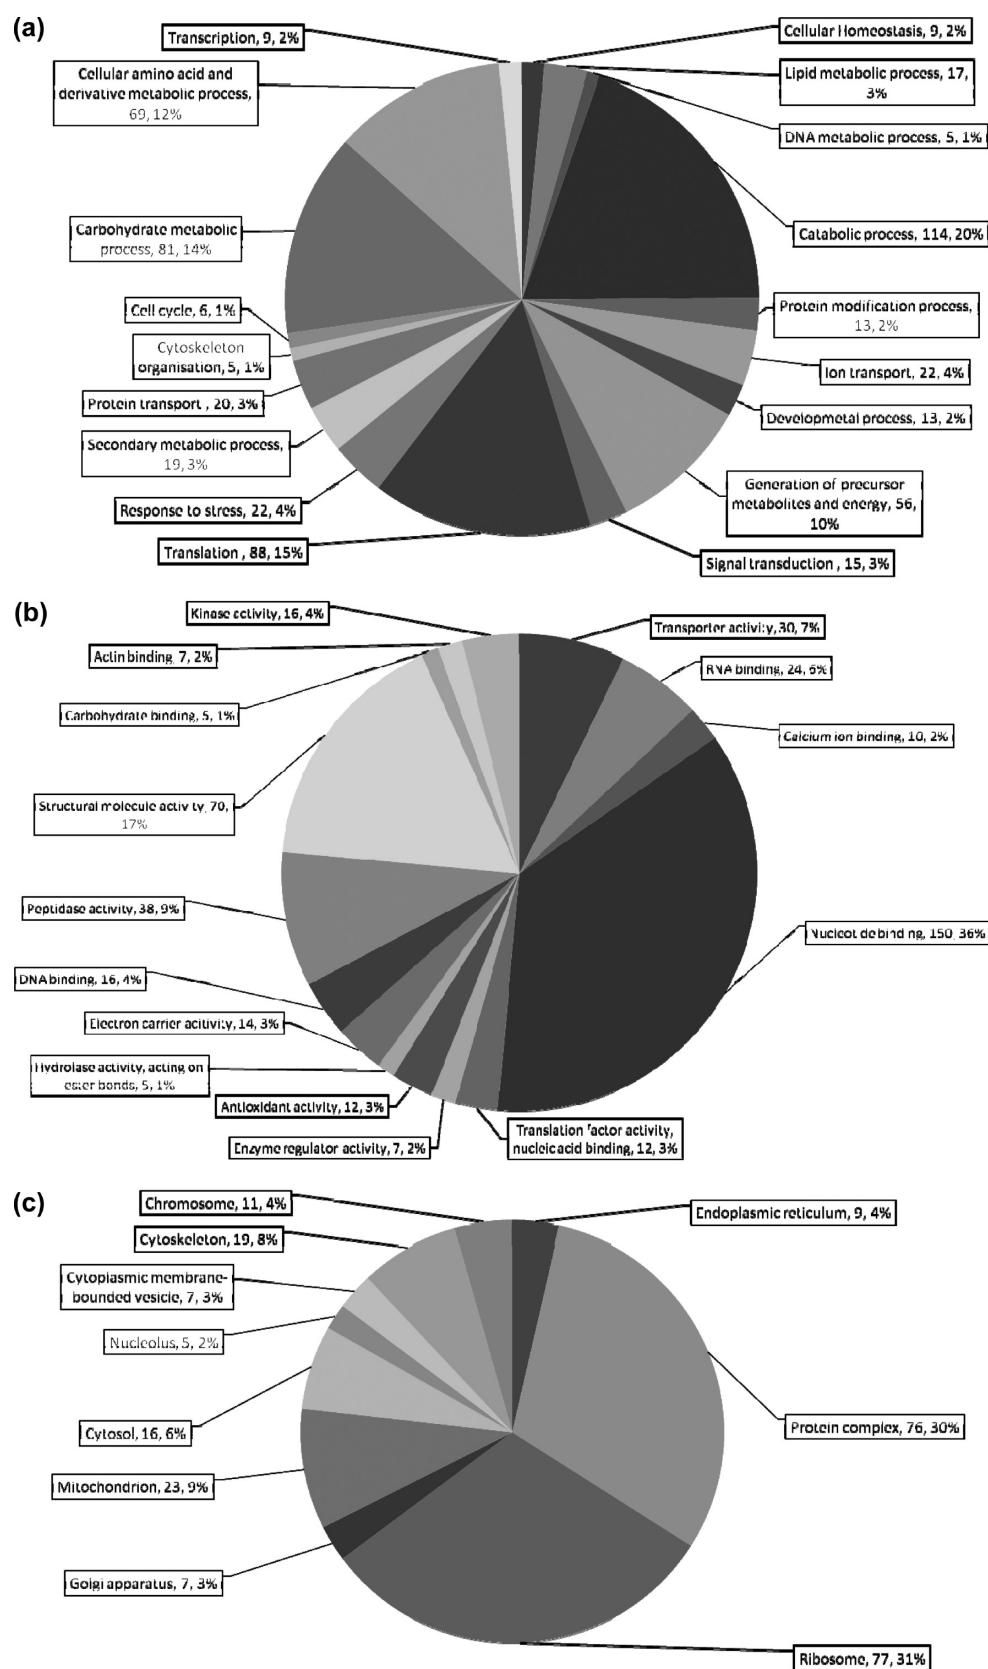 (a)
Transcription, 9, 2%
Cellular Homeostasis, 9, 2%
Cellular amino acid and
derivative metabolic process,
69, 12%
Lipid metabolic process, 17,
3%
DNA metabolic process, 5, 1%
Carbohydrate metabolic
process, 81, 14%
Catabolic process, 114, 20%
Cell cycle, 6, 1%
Protein modification process,
13, 2%
Cytoskeleton
organisation, 5, 1%
Ion transport, 22, 4%
Protein transport , 20, 3%
Developmetal process, 13, 2%
Secondary metabolic process,
19, 3%
Generation of precursor
metabolites and energy, 56,
10%
Response to stress, 22, 4%
Translation , 88, 15%
Signal transduction , 15, 3%
(b)
Kinase activity, 16, 4%
Transporter activity, 30, 7%
Actin binding, 7, 2%
RNA binding, 24, 6%
Carbohydrate binding, 5, 1%
Calcium ion binding, 10, 2%
Structural molecule activity, 70,
17%
Peptidase activity, 38, 9%
Nucleotide binding, 150, 36%
DNA binding, 16, 4%
Electron carrier acitivity, 14, 3%
Hydrolase activity, acting on
ester bonds, 5, 1%
Antioxidant activity, 12, 3%
Translation factor activity,
nucleic acid binding, 12, 3%
Enzyme regulator activity, 7, 2%
(c)
Chromosome, 11, 4%
Endoplasmic reticulum, 9, 4%
Cytoskeleton, 19, 8%
Cytoplasmic membrane-
bounded vesicle, 7, 3%
Nucleolus, 5, 2%
Cytosol, 16, 6%
Protein complex, 76, 30%
Mitochondrion, 23, 9%
Golgi apparatus, 7, 3%
Ribosome, 77, 31%